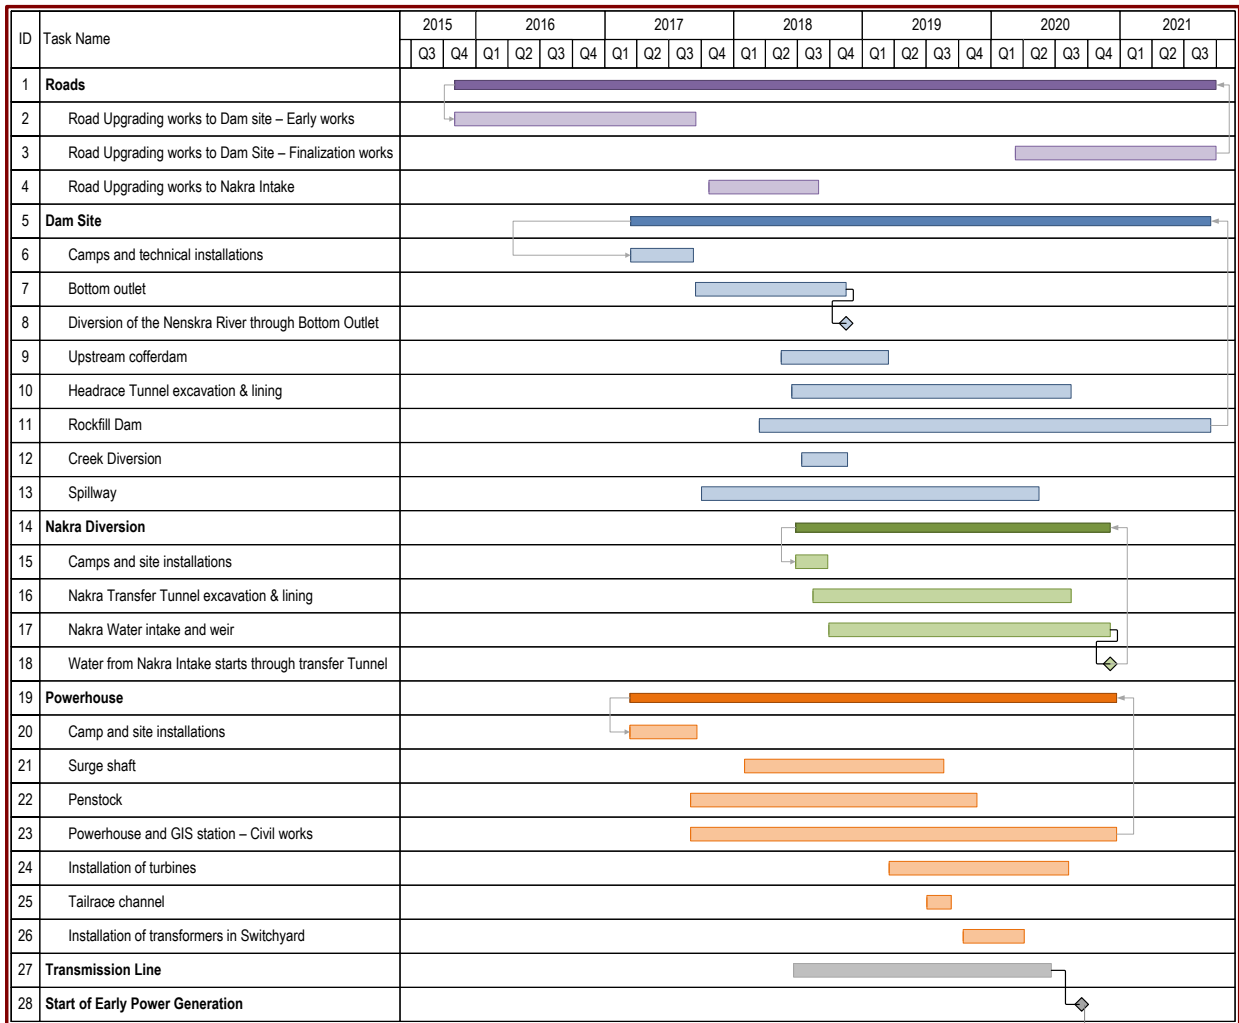 ID Task Name 2015 2016 2017 2018 2019 2020 2021
Q3 Q4 Q1 Q2 Q3 Q4 Q1 Q2 Q3 Q4 Q1 Q2 Q3 Q4 Q1 Q2 Q3 Q4 Q1 Q2 Q3 Q4 Q1 Q2 Q3
1 Roads
2 Road Upgrading works to Dam site – Early works
3 Road Upgrading works to Dam Site – Finalization works
4 Road Upgrading works to Nakra Intake
5 Dam Site
6 Camps and technical installations
7 Bottom outlet
8 Diversion of the Nenskra River through Bottom Outlet
9 Upstream cofferdam
10 Headrace Tunnel excavation & lining
11 Rockfill Dam
12 Creek Diversion
13 Spillway
14 Nakra Diversion
15 Camps and site installations
16 Nakra Transfer Tunnel excavation & lining
17 Nakra Water intake and weir
18 Water from Nakra Intake starts through transfer Tunnel
19 Powerhouse
20 Camp and site installations
21 Surge shaft
22 Penstock
23 Powerhouse and GIS station – Civil works
24 Installation of turbines
25 Tailrace channel
26 Installation of transformers in Switchyard
27 Transmission Line
28 Start of Early Power Generation